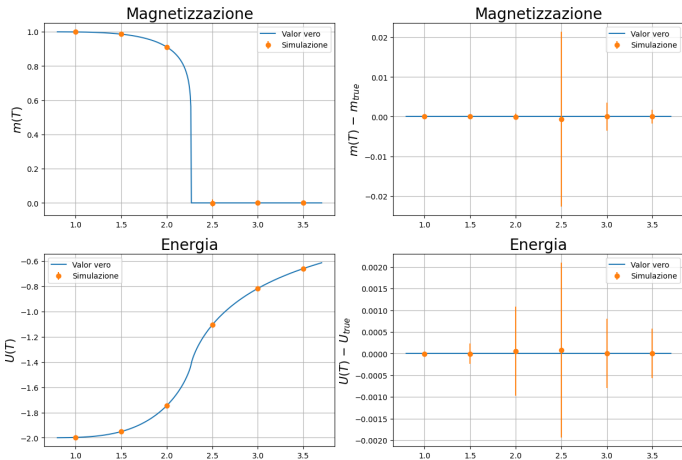 Magnetizzazione
m(T)
1.0
0.8
0.6
0.4
0.2
0.0
1.0 1.5 2.0 2.5 3.0 3.5
Valor vero
Simulazione
Magnetizzazione
m(T) − m_true
0.02
0.01
0.00
−0.01
−0.02
1.0 1.5 2.0 2.5 3.0 3.5
Valor vero
Simulazione
Energia
U(T)
−0.6
−0.8
−1.0
−1.2
−1.4
−1.6
−1.8
−2.0
1.0 1.5 2.0 2.5 3.0 3.5
Valor vero
Simulazione
Energia
U(T) − U_true
0.0020
0.0015
0.0010
0.0005
0.0000
−0.0005
−0.0010
−0.0015
−0.0020
1.0 1.5 2.0 2.5 3.0 3.5
Valor vero
Simulazione